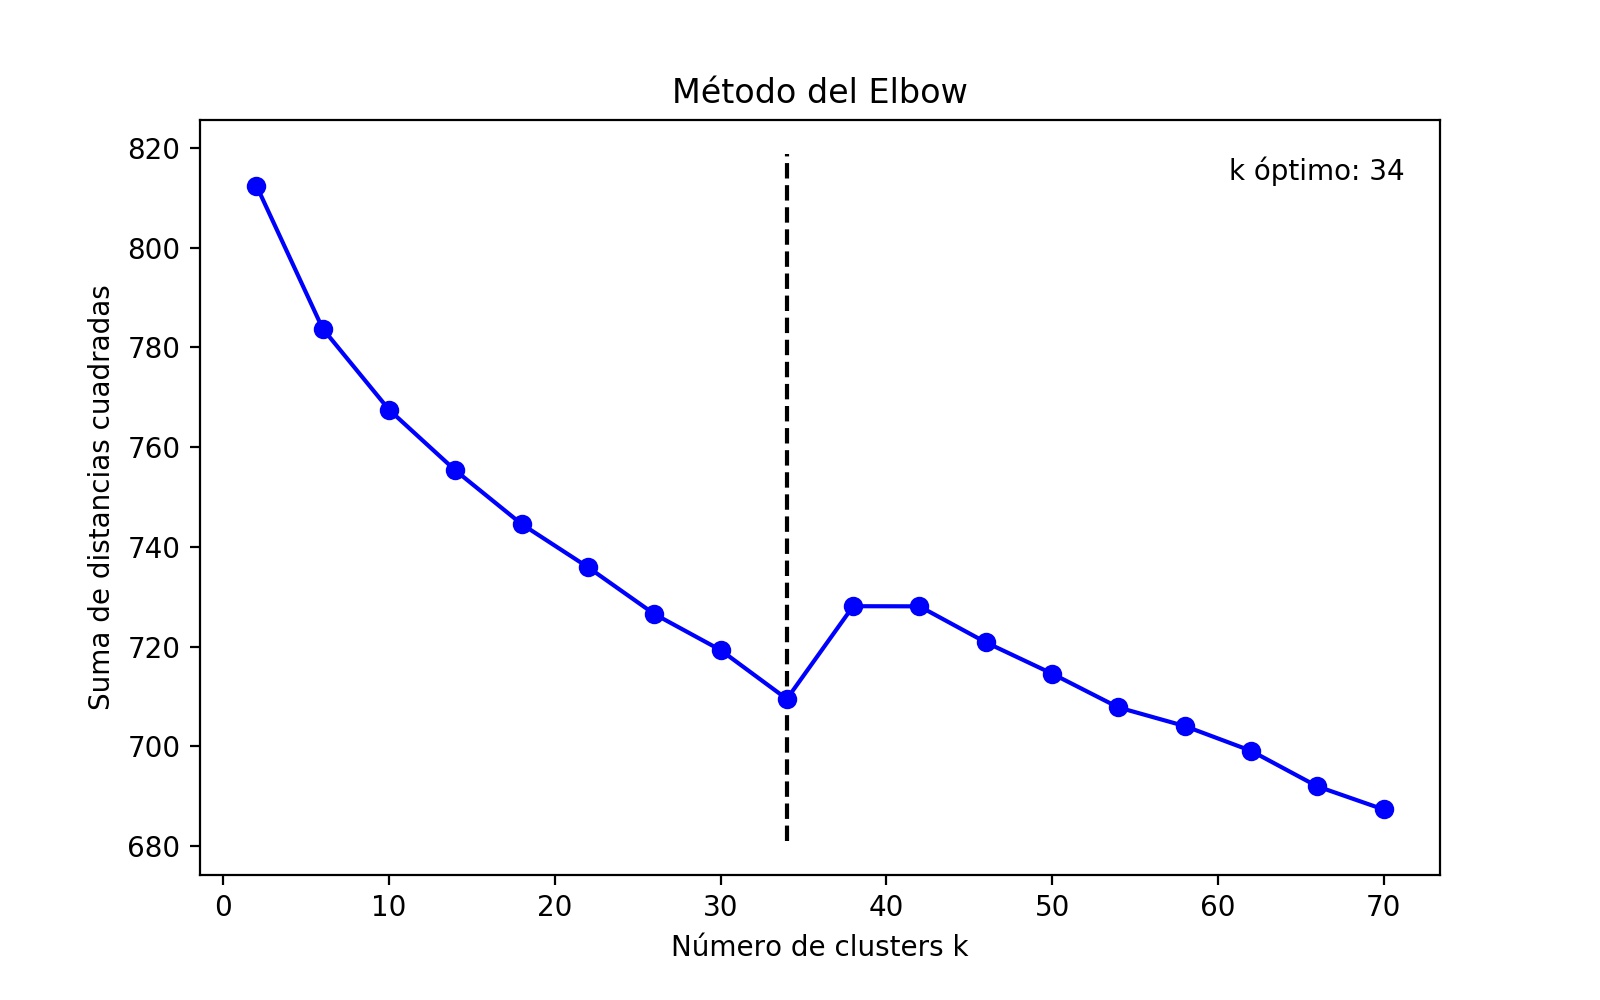 Método del Elbow
k óptimo: 34
Suma de distancias cuadradas
820
800
780
760
740
720
700
680
0 10 20 30 40 50 60 70
Número de clusters k